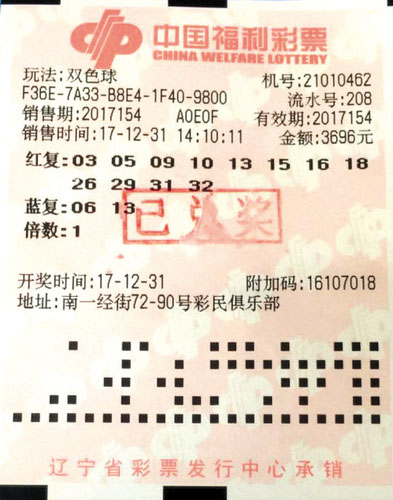 中国福利彩票
CHINA WELFARE LOTTERY
玩法:双色球 机号:21010462
F36E-7A33-B8E4-1F40-9800 流水号:208
销售期:2017154 A0E0F 有效期:2017154
销售时间:17-12-31 14:10:11 金额:3696元
红复:03 05 09 10 13 15 16 18
26 29 31 32
蓝复:06 13
已兑奖
倍数:1
开奖时间:17-12-31 附加码:16107018
地址:南一经街72-90号彩民俱乐部
辽宁省彩票发行中心承销